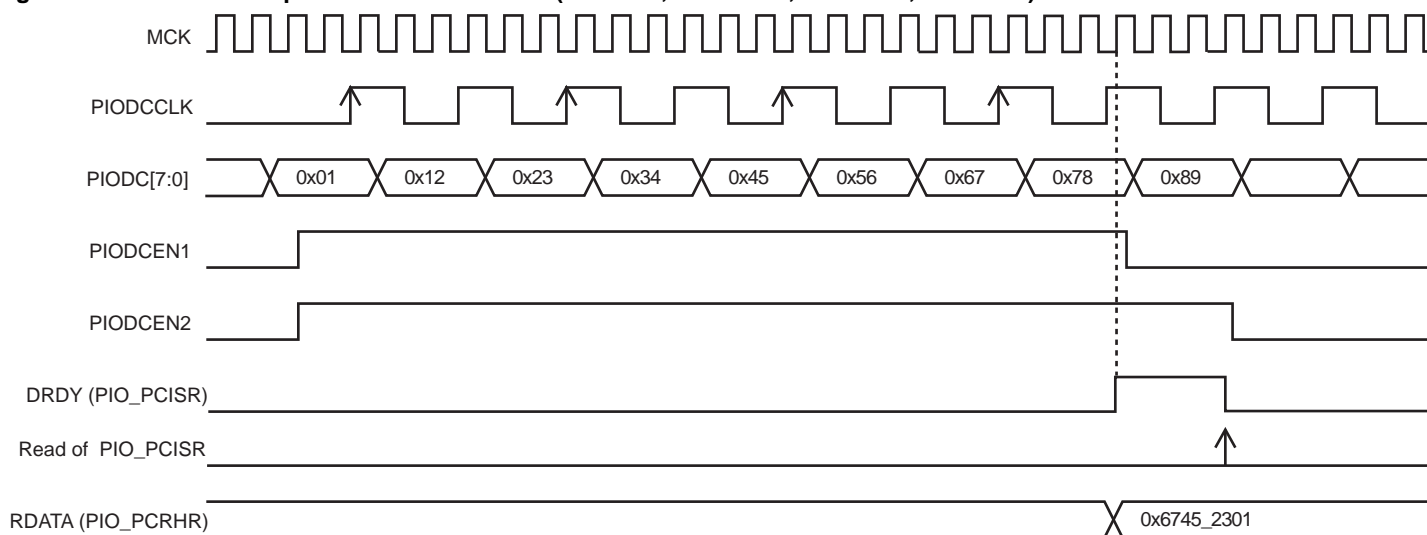 MCK
PIODCCLK
PIODC[7:0]
0x01 0x12 0x23 0x34 0x45 0x56 0x67 0x78 0x89
PIODCEN1
PIODCEN2
DRDY (PIO_PCISR)
Read of PIO_PCISR
RDATA (PIO_PCRHR)
0x6745_2301